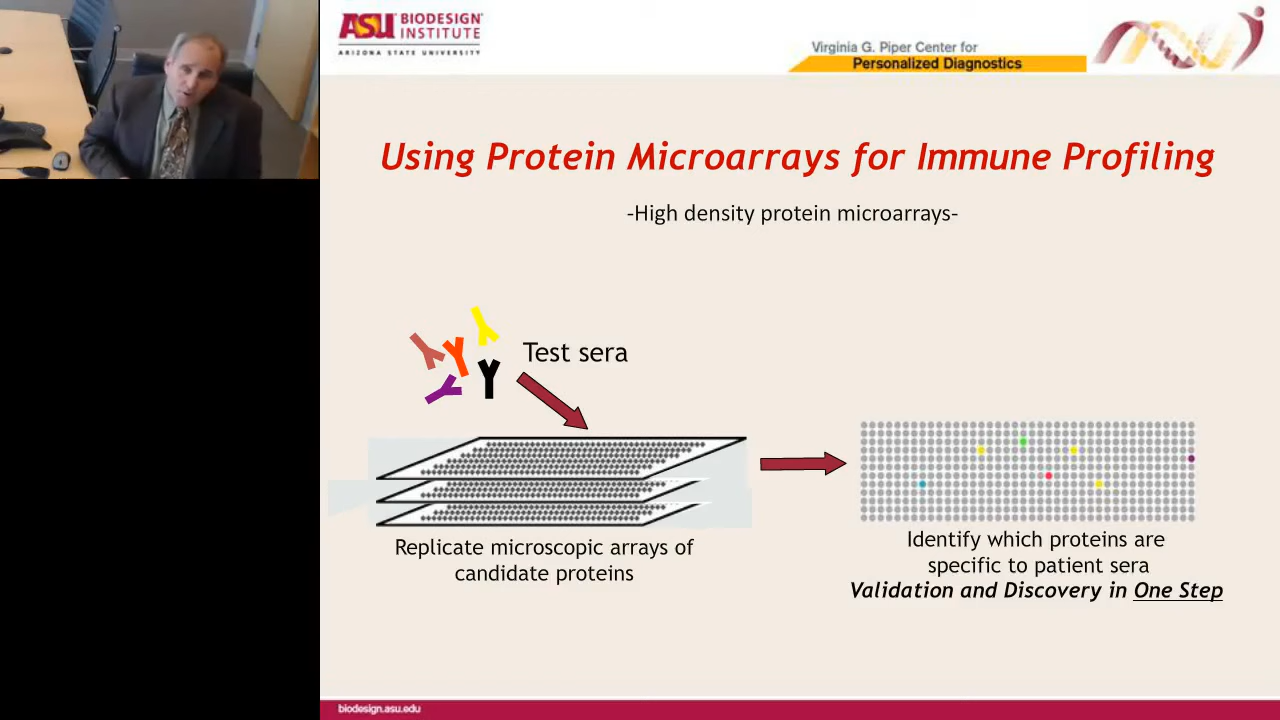 ASU BIODESIGN
INSTITUTE
ARIZONA STATE UNIVERSITY
Virginia G. Piper Center for
Personalized Diagnostics
Using Protein Microarrays for Immune Profiling
-High density protein microarrays-
Test sera
Replicate microscopic arrays of
candidate proteins
Identify which proteins are
specific to patient sera
Validation and Discovery in One Step
biodesign.asu.edu